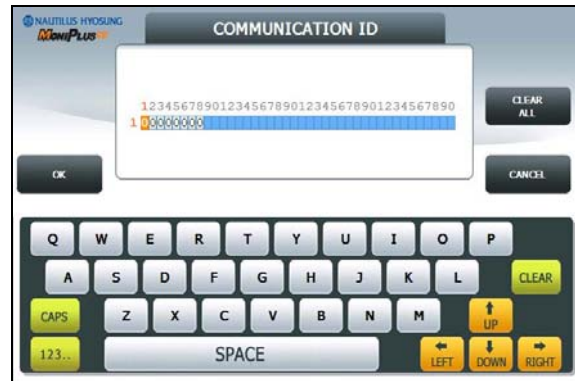 NAUTILUS HYOSUNG
MoniPlus
COMMUNICATION ID
1234567890123456789012345678901234567890
1 00000000
CLEAR
ALL
OK
CANCEL
Q W E R T Y U I O P
A S D F G H J K L CLEAR
CAPS Z X C V B N M UP
123.. SPACE LEFT DOWN RIGHT